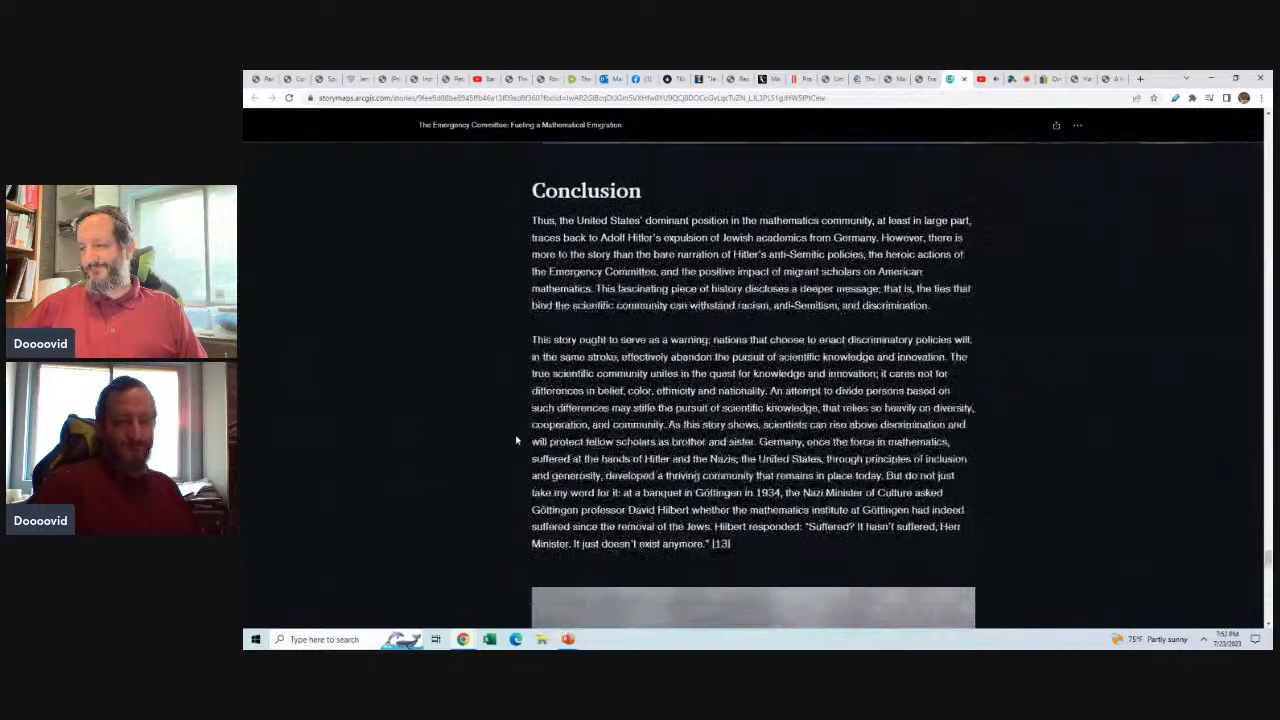 storymaps.arcgis.com/stories/
The Emergency Committee: Fueling a Mathematical Emigration
Conclusion
Thus, the United States' dominant position in the mathematics community, at least in large part,
traces back to Adolf Hitler's expulsion of Jewish academics from Germany. However, there is
more to the story than the bare narration of Hitler's anti-Semitic policies, the heroic actions of
the Emergency Committee, and the positive impact of migrant scholars on American
mathematics. This fascinating piece of history discloses a deeper message; that is, the ties that
bind the scientific community can withstand racism, anti-Semitism, and discrimination.
This story ought to serve as a warning: nations that choose to enact discriminatory policies will,
in the same stroke, effectively abandon the pursuit of scientific knowledge and innovation. The
true scientific community unites in the quest for knowledge and innovation; it cares not for
differences in belief, color, ethnicity and nationality. An attempt to divide persons based on
such differences may stifle the pursuit of scientific knowledge, that relies so heavily on diversity,
cooperation, and community. As this story shows, scientists can rise above discrimination and
will protect fellow scholars as brother and sister. Germany, once the force in mathematics,
suffered at the hands of Hitler and the Nazis; the United States, through principles of inclusion
and generosity, developed a thriving community that remains in place today. But do not just
take my word for it: at a banquet in Göttingen in 1934, the Nazi Minister of Culture asked
Göttingen professor David Hilbert whether the mathematics institute at Göttingen had indeed
suffered since the removal of the Jews. Hilbert responded: "Suffered? It hasn't suffered, Herr
Minister. It just doesn't exist anymore." [13]
Doooovid
Doooovid
Type here to search
75°F Partly sunny
7:52 PM
7/23/2023